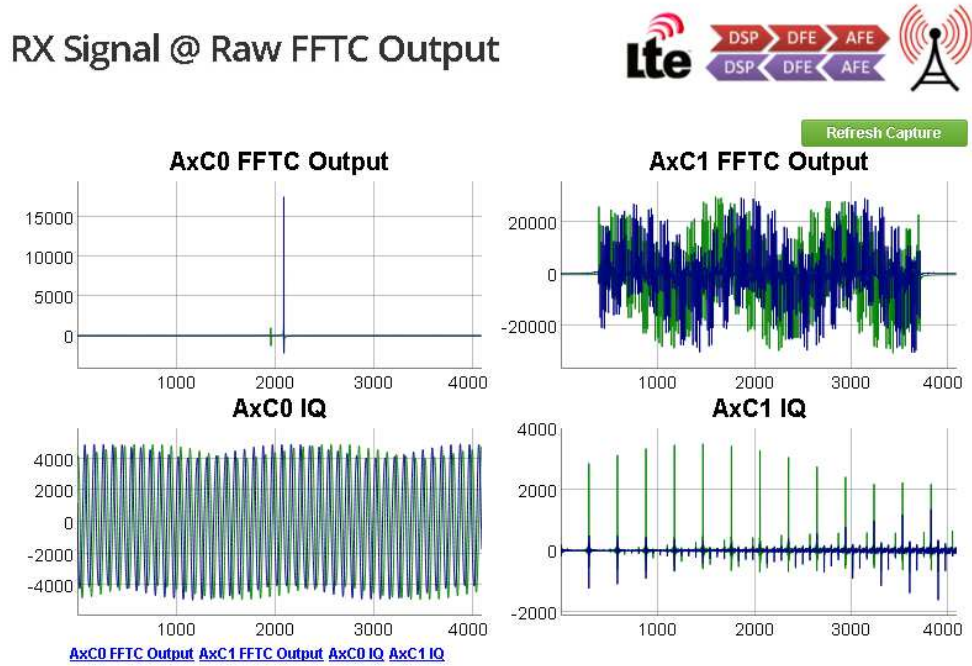 RX Signal @ Raw FFTC Output
Lte
DSP DFE AFE
DSP DFE AFE
Refresh Capture
AxC0 FFTC Output
15000
10000
5000
0
1000 2000 3000 4000
AxC1 FFTC Output
20000
0
-20000
1000 2000 3000 4000
AxC0 IQ
4000
2000
0
-2000
-4000
1000 2000 3000 4000
AxC1 IQ
4000
2000
0
-2000
1000 2000 3000 4000
AxC0 FFTC Output AxC1 FFTC Output AxC0 IQ AxC1 IQ